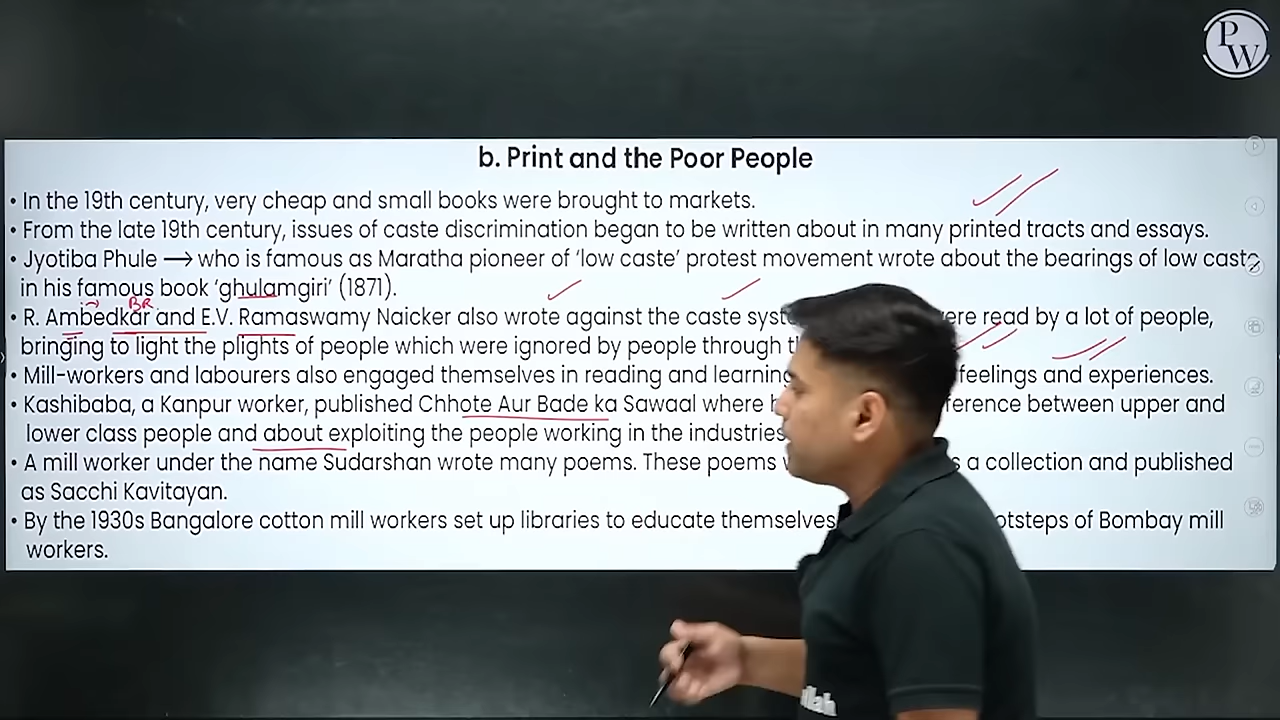 PW
b. Print and the Poor People
• In the 19th century, very cheap and small books were brought to markets.
• From the late 19th century, issues of caste discrimination began to be written about in many printed tracts and essays.
• Jyotiba Phule → who is famous as Maratha pioneer of ‘low caste’ protest movement wrote about the bearings of low caste
in his famous book ‘ghulamgiri’ (1871).
BR
• R. Ambedkar and E.V. Ramaswamy Naicker also wrote against the caste were read by a lot of people,
bringing to light the plights of people which were ignored by people through
• Mill-workers and labourers also engaged themselves in reading and learning feelings and experiences.
• Kashibaba, a Kanpur worker, published Chhote Aur Bade ka Sawaal where between upper and
lower class people and about exploiting the people working in the industries
• A mill worker under the name Sudarshan wrote many poems. These poems a collection and published
as Sacchi Kavitayan.
• By the 1930s Bangalore cotton mill workers set up libraries to educate themselves of Bombay mill
workers.